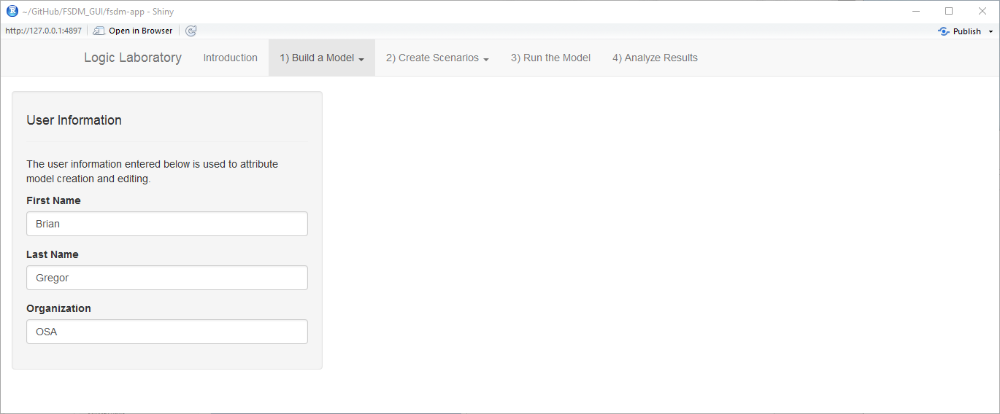 ~/GitHub/FSDM_GUI/fsdm-app - Shiny
http://127.0.0.1:4897 Open in Browser Publish
Logic Laboratory Introduction 1) Build a Model 2) Create Scenarios 3) Run the Model 4) Analyze Results
User Information
The user information entered below is used to attribute
model creation and editing.
First Name
Brian
Last Name
Gregor
Organization
OSA